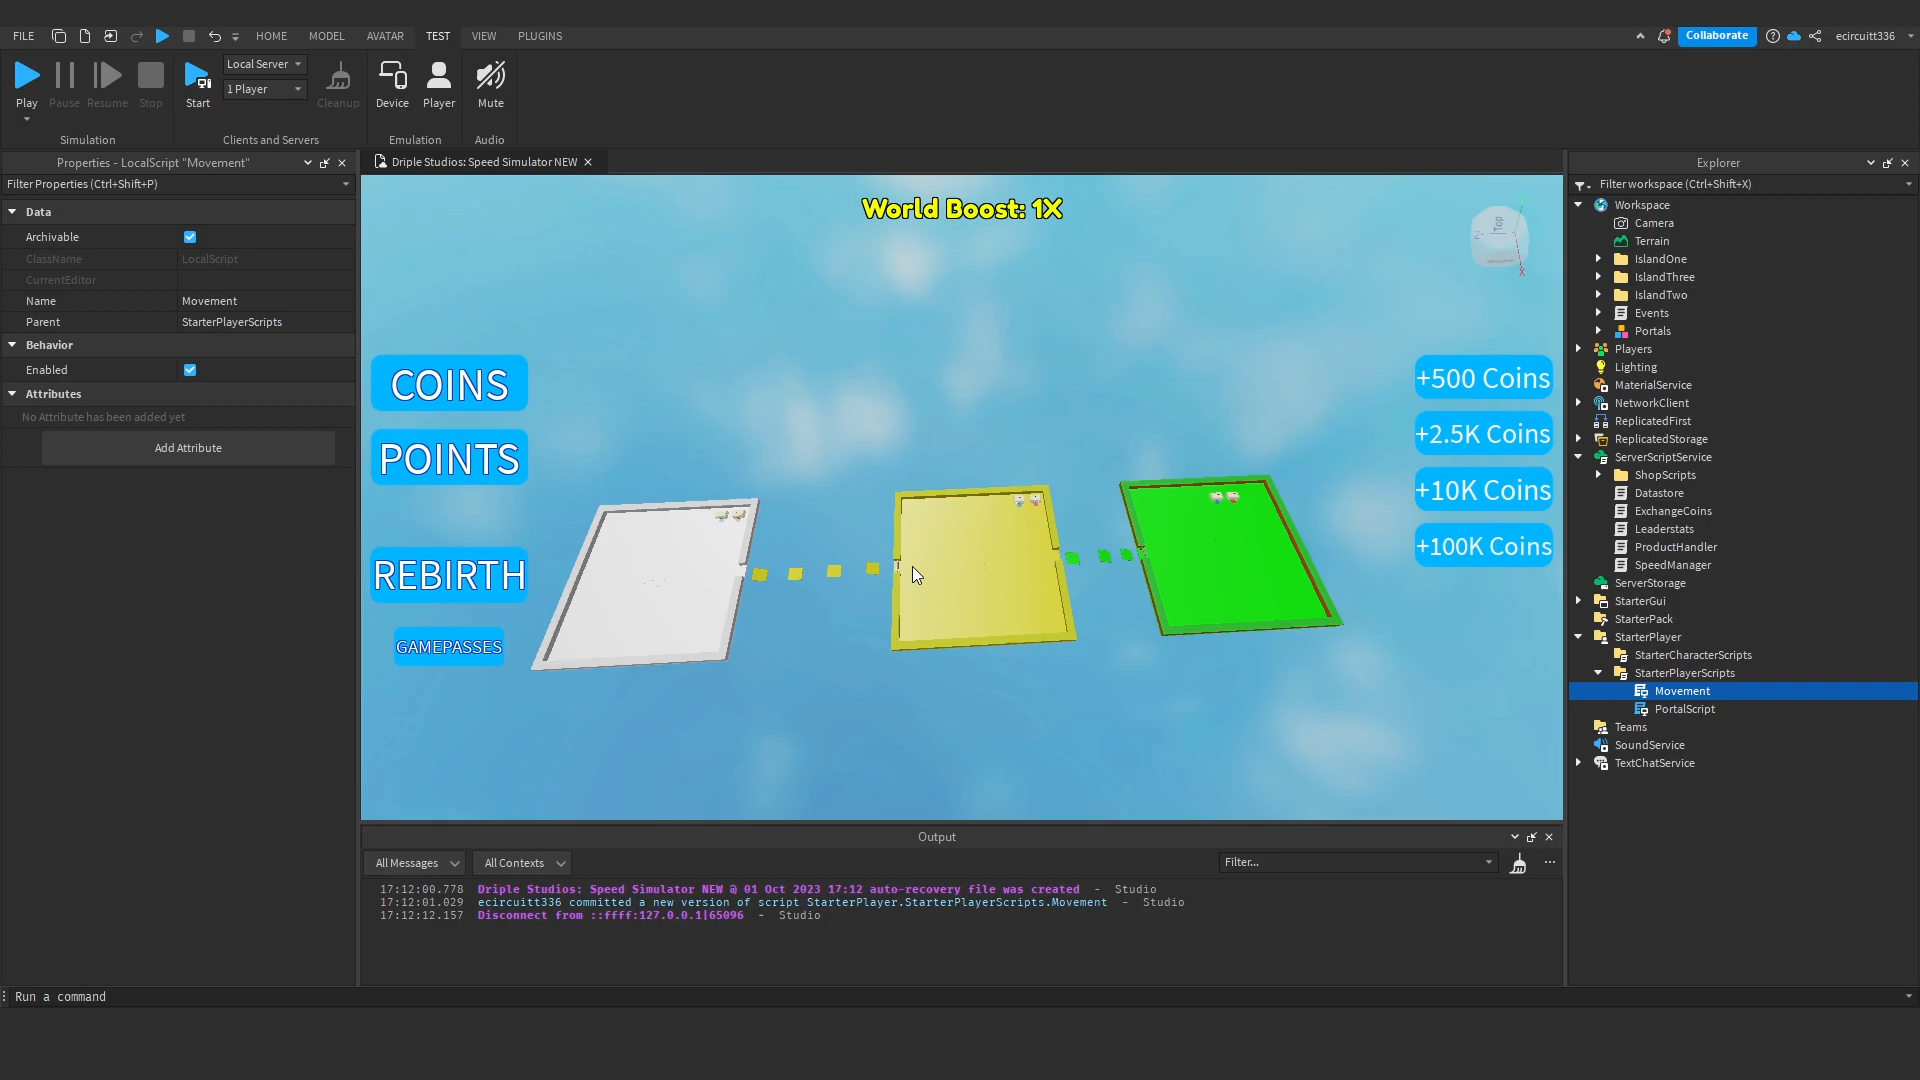 FILE HOME MODEL AVATAR TEST VIEW PLUGINS Collaborate ecircuitt336
Play Pause Resume Stop Start Local Server 1 Player Cleanup Device Player Mute
Simulation Clients and Servers Emulation Audio
Properties - LocalScript "Movement"
Filter Properties (Ctrl+Shift+P)
Data
Archivable
ClassName LocalScript
CurrentEditor
Name Movement
Parent StarterPlayerScripts
Behavior
Enabled
Attributes
No Attribute has been added yet
Add Attribute
Driple Studios: Speed Simulator NEW
World Boost: 1X
Top
Z-
X
COINS
POINTS
REBIRTH
GAMEPASSES
+500 Coins
+2.5K Coins
+10K Coins
+100K Coins
Output
All Messages All Contexts Filter...
17:12:00.778 Driple Studios: Speed Simulator NEW @ 01 Oct 2023 17:12 auto-recovery file was created - Studio
17:12:01.029 ecircuitt336 committed a new version of script StarterPlayer.StarterPlayerScripts.Movement - Studio
17:12:12.157 Disconnect from ::ffff:127.0.0.1|65096 - Studio
Explorer
Filter workspace (Ctrl+Shift+X)
Workspace
Camera
Terrain
IslandOne
IslandThree
IslandTwo
Events
Portals
Players
Lighting
MaterialService
NetworkClient
ReplicatedFirst
ReplicatedStorage
ServerScriptService
ShopScripts
Datastore
ExchangeCoins
Leaderstats
ProductHandler
SpeedManager
ServerStorage
StarterGui
StarterPack
StarterPlayer
StarterCharacterScripts
StarterPlayerScripts
Movement
PortalScript
Teams
SoundService
TextChatService
Run a command